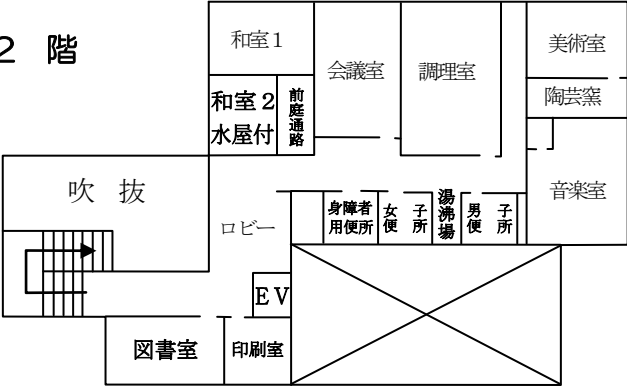 2 階
和室1
会議室
調理室
美術室
和室2
水屋付
前庭通路
陶芸窯
吹 抜
ロビー
身障者
用便所
女 子
便 所
湯沸場
男 子
便 所
音楽室
EV
図書室
印刷室